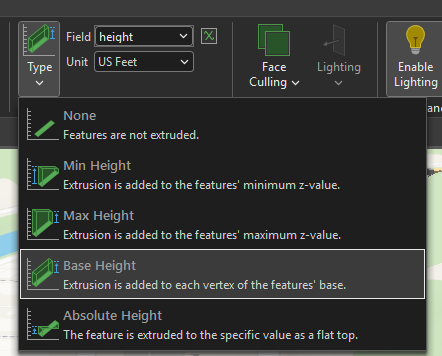 Field height
Unit US Feet
Type
Face
Culling
Lighting
Enable
Lighting
None
Features are not extruded.
Min Height
Extrusion is added to the features' minimum z-value.
Max Height
Extrusion is added to the features' maximum z-value.
Base Height
Extrusion is added to each vertex of the features' base.
Absolute Height
The feature is extruded to the specific value as a flat top.